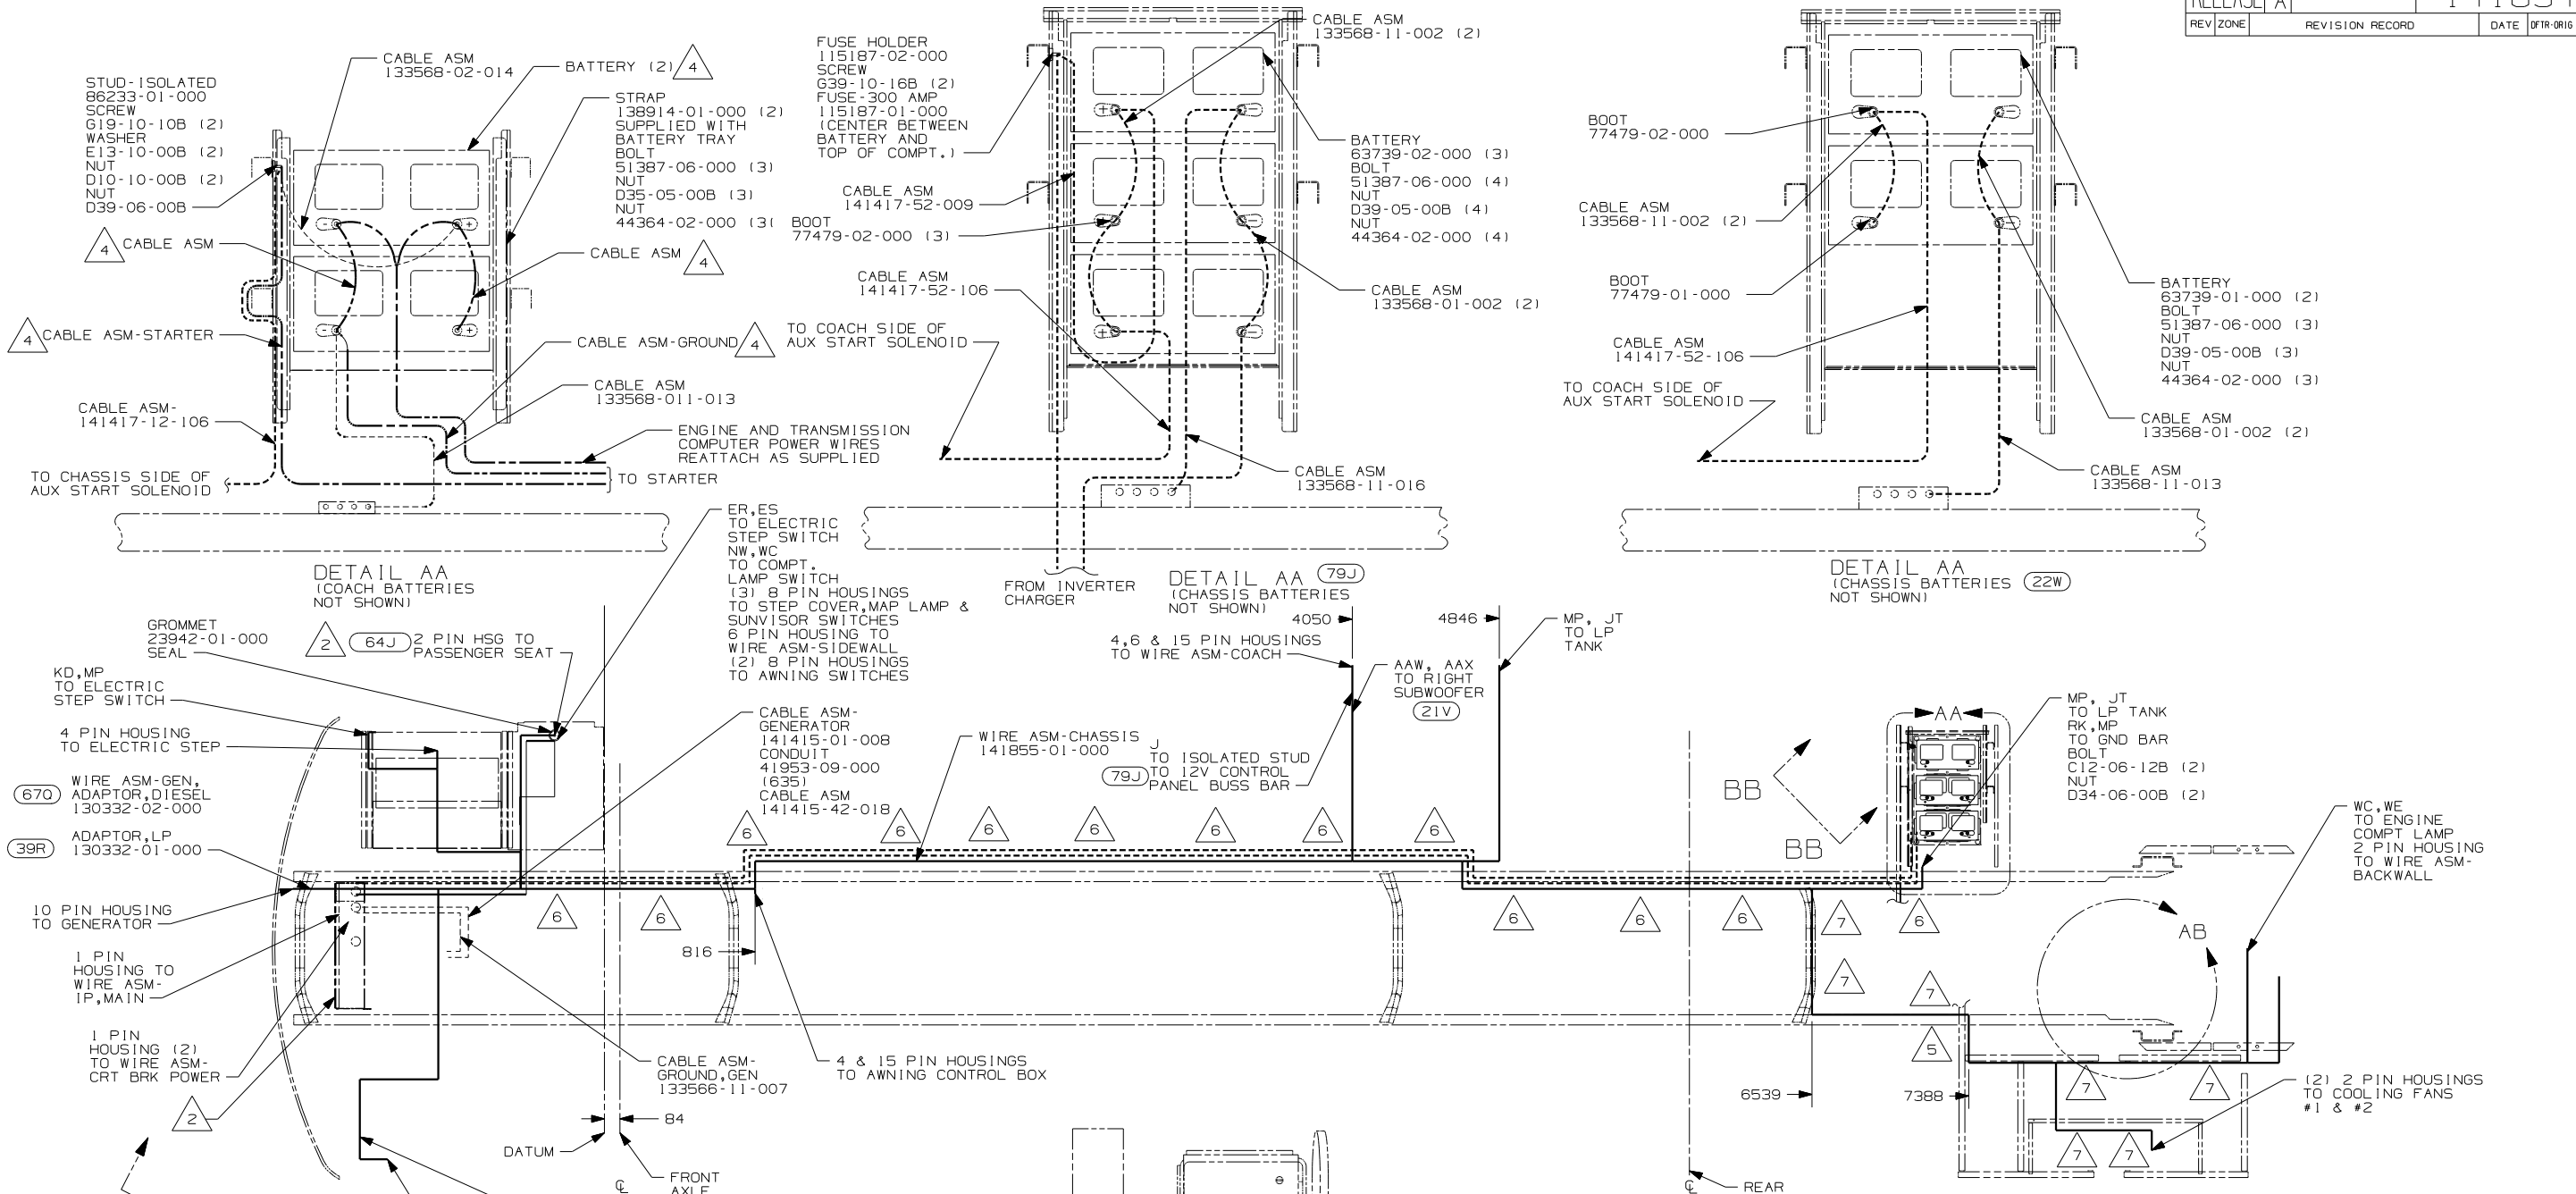 RELEASE A
REV ZONE REVISION RECORD DATE DFTR-ORIG
STUD-ISOLATED
86233-01-000
SCREW
G19-10-10B (2)
WASHER
E13-10-00B (2)
NUT
D10-10-00B (2)
NUT
D39-06-00B
CABLE ASM
133568-02-014
BATTERY (2) 4
STRAP
138914-01-000 (2)
SUPPLIED WITH
BATTERY TRAY
BOLT
51387-06-000 (3)
NUT
D35-05-00B (3)
NUT
44364-02-000 (3)
4 CABLE ASM
CABLE ASM 4
4 CABLE ASM-STARTER
CABLE ASM-GROUND 4
CABLE ASM
133568-011-013
CABLE ASM-
141417-12-106
ENGINE AND TRANSMISSION
COMPUTER POWER WIRES
REATTACH AS SUPPLIED
TO CHASSIS SIDE OF
AUX START SOLENOID
TO STARTER
DETAIL AA
(COACH BATTERIES
NOT SHOWN)
FUSE HOLDER
115187-02-000
SCREW
G39-10-16B (2)
FUSE-300 AMP
115187-01-000
(CENTER BETWEEN
BATTERY AND
TOP OF COMPT.)
CABLE ASM
133568-11-002 (2)
BATTERY
63739-02-000 (3)
BOLT
51387-06-000 (4)
NUT
D39-05-00B (4)
NUT
44364-02-000 (4)
CABLE ASM
141417-52-009
BOOT
77479-02-000 (3)
CABLE ASM
141417-52-106
CABLE ASM
133568-01-002 (2)
TO COACH SIDE OF
AUX START SOLENOID
CABLE ASM
133568-11-016
FROM INVERTER
CHARGER
DETAIL AA 79J
(CHASSIS BATTERIES
NOT SHOWN)
BOOT
77479-02-000
CABLE ASM
133568-11-002 (2)
BOOT
77479-01-000
CABLE ASM
141417-52-106
TO COACH SIDE OF
AUX START SOLENOID
BATTERY
63739-01-000 (2)
BOLT
51387-06-000 (3)
NUT
D39-05-00B (3)
NUT
44364-02-000 (3)
CABLE ASM
133568-01-002 (2)
CABLE ASM
133568-11-013
DETAIL AA
(CHASSIS BATTERIES 22W
NOT SHOWN)
GROMMET
23942-01-000
SEAL
2 64J 2 PIN HSG TO
PASSENGER SEAT
ER,ES
TO ELECTRIC
STEP SWITCH
NW,WC
TO COMPT.
LAMP SWITCH
(3) 8 PIN HOUSINGS
TO STEP COVER,MAP LAMP &
SUNVISOR SWITCHES
6 PIN HOUSING TO
WIRE ASM-SIDEWALL
(2) 8 PIN HOUSINGS
TO AWNING SWITCHES
KD,MP
TO ELECTRIC
STEP SWITCH
4 PIN HOUSING
TO ELECTRIC STEP
67Q WIRE ASM-GEN,
ADAPTOR,DIESEL
130332-02-000
39R ADAPTOR,LP
130332-01-000
10 PIN HOUSING
TO GENERATOR
1 PIN
HOUSING TO
WIRE ASM-
IP,MAIN
1 PIN
HOUSING (2)
TO WIRE ASM-
CRT BRK POWER
2
CABLE ASM-
GENERATOR
141415-01-008
CONDUIT
41953-09-000
(635)
CABLE ASM
141415-42-018
WIRE ASM-CHASSIS
141855-01-000
4050
4846
4,6 & 15 PIN HOUSINGS
TO WIRE ASM-COACH
AAW, AAX
TO RIGHT
SUBWOOFER
21V
MP, JT
TO LP
TANK
J
TO ISOLATED STUD
79J TO 12V CONTROL
PANEL BUSS BAR
6 6 6 6 6 6 6
6 6
816
6 6 6 7 6
7
7
5
BB
BB
AA
MP, JT
TO LP TANK
RK,MP
TO GND BAR
BOLT
C12-06-12B (2)
NUT
D34-06-00B (2)
WC,WE
TO ENGINE
COMPT LAMP
2 PIN HOUSING
TO WIRE ASM-
BACKWALL
AB
CABLE ASM-
GROUND,GEN
133566-11-007
4 & 15 PIN HOUSINGS
TO AWNING CONTROL BOX
84
DATUM
FRONT
AXLE
6539
7388
7 7
7 7
(2) 2 PIN HOUSINGS
TO COOLING FANS
#1 & #2
REAR